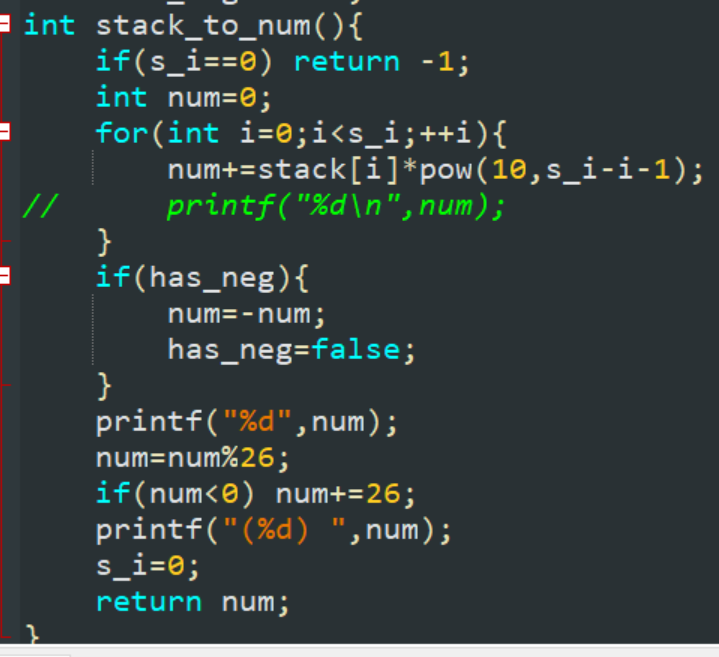 int stack_to_num(){
if(s_i==0) return -1;
int num=0;
for(int i=0;i<s_i;++i){
num+=stack[i]*pow(10,s_i-i-1);
// printf("%d\n",num);
}
if(has_neg){
num=-num;
has_neg=false;
}
printf("%d",num);
num=num%26;
if(num<0) num+=26;
printf("(%d) ",num);
s_i=0;
return num;
}